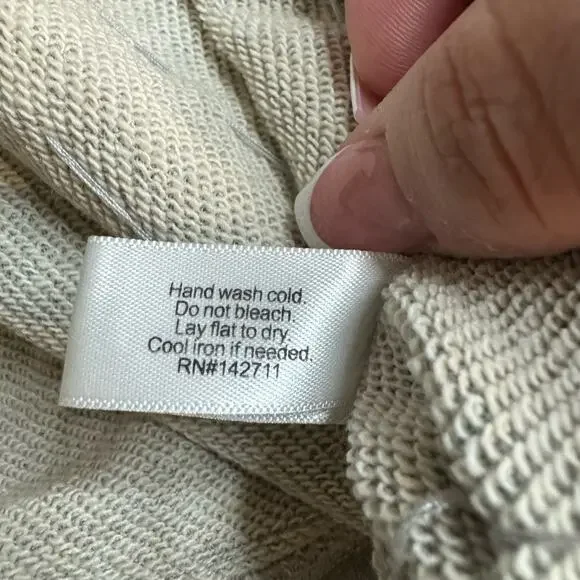 Hand wash cold.
Do not bleach.
Lay flat to dry.
Cool iron if needed.
RN#142711